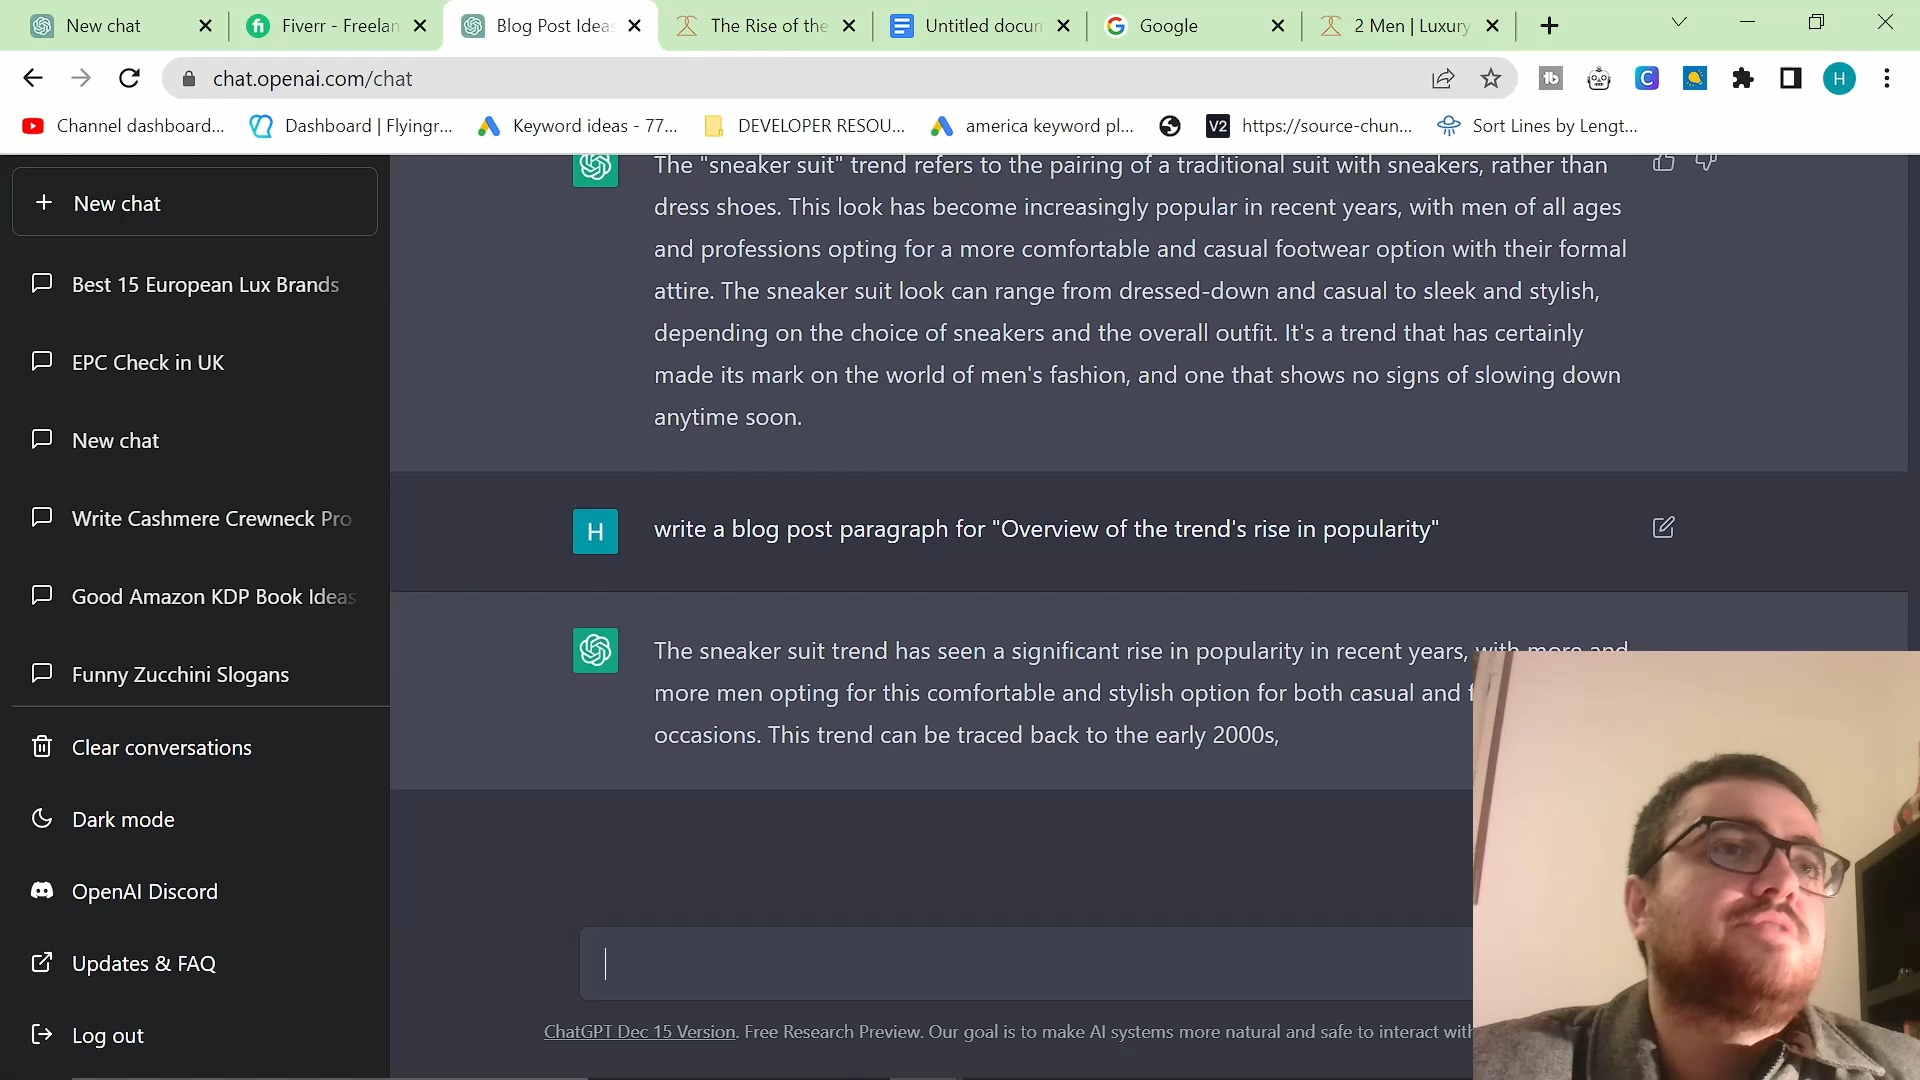 New chat
Fiverr - Freelan
Blog Post Ideas
The Rise of the
Untitled docum
Google
2 Men | Luxury
chat.openai.com/chat
H
Channel dashboard...
Dashboard | Flyingr...
Keyword ideas - 77...
DEVELOPER RESOU...
america keyword pl...
V2
https://source-chun...
Sort Lines by Lengt...
New chat
Best 15 European Lux Brands
EPC Check in UK
New chat
Write Cashmere Crewneck Pro
Good Amazon KDP Book Ideas
Funny Zucchini Slogans
Clear conversations
Dark mode
OpenAI Discord
Updates & FAQ
Log out
The "sneaker suit" trend refers to the pairing of a traditional suit with sneakers, rather than
dress shoes. This look has become increasingly popular in recent years, with men of all ages
and professions opting for a more comfortable and casual footwear option with their formal
attire. The sneaker suit look can range from dressed-down and casual to sleek and stylish,
depending on the choice of sneakers and the overall outfit. It's a trend that has certainly
made its mark on the world of men's fashion, and one that shows no signs of slowing down
anytime soon.
H
write a blog post paragraph for "Overview of the trend's rise in popularity"
The sneaker suit trend has seen a significant rise in popularity in recent years, with more and
more men opting for this comfortable and stylish option for both casual and f
occasions. This trend can be traced back to the early 2000s,
ChatGPT Dec 15 Version. Free Research Preview. Our goal is to make AI systems more natural and safe to interact with